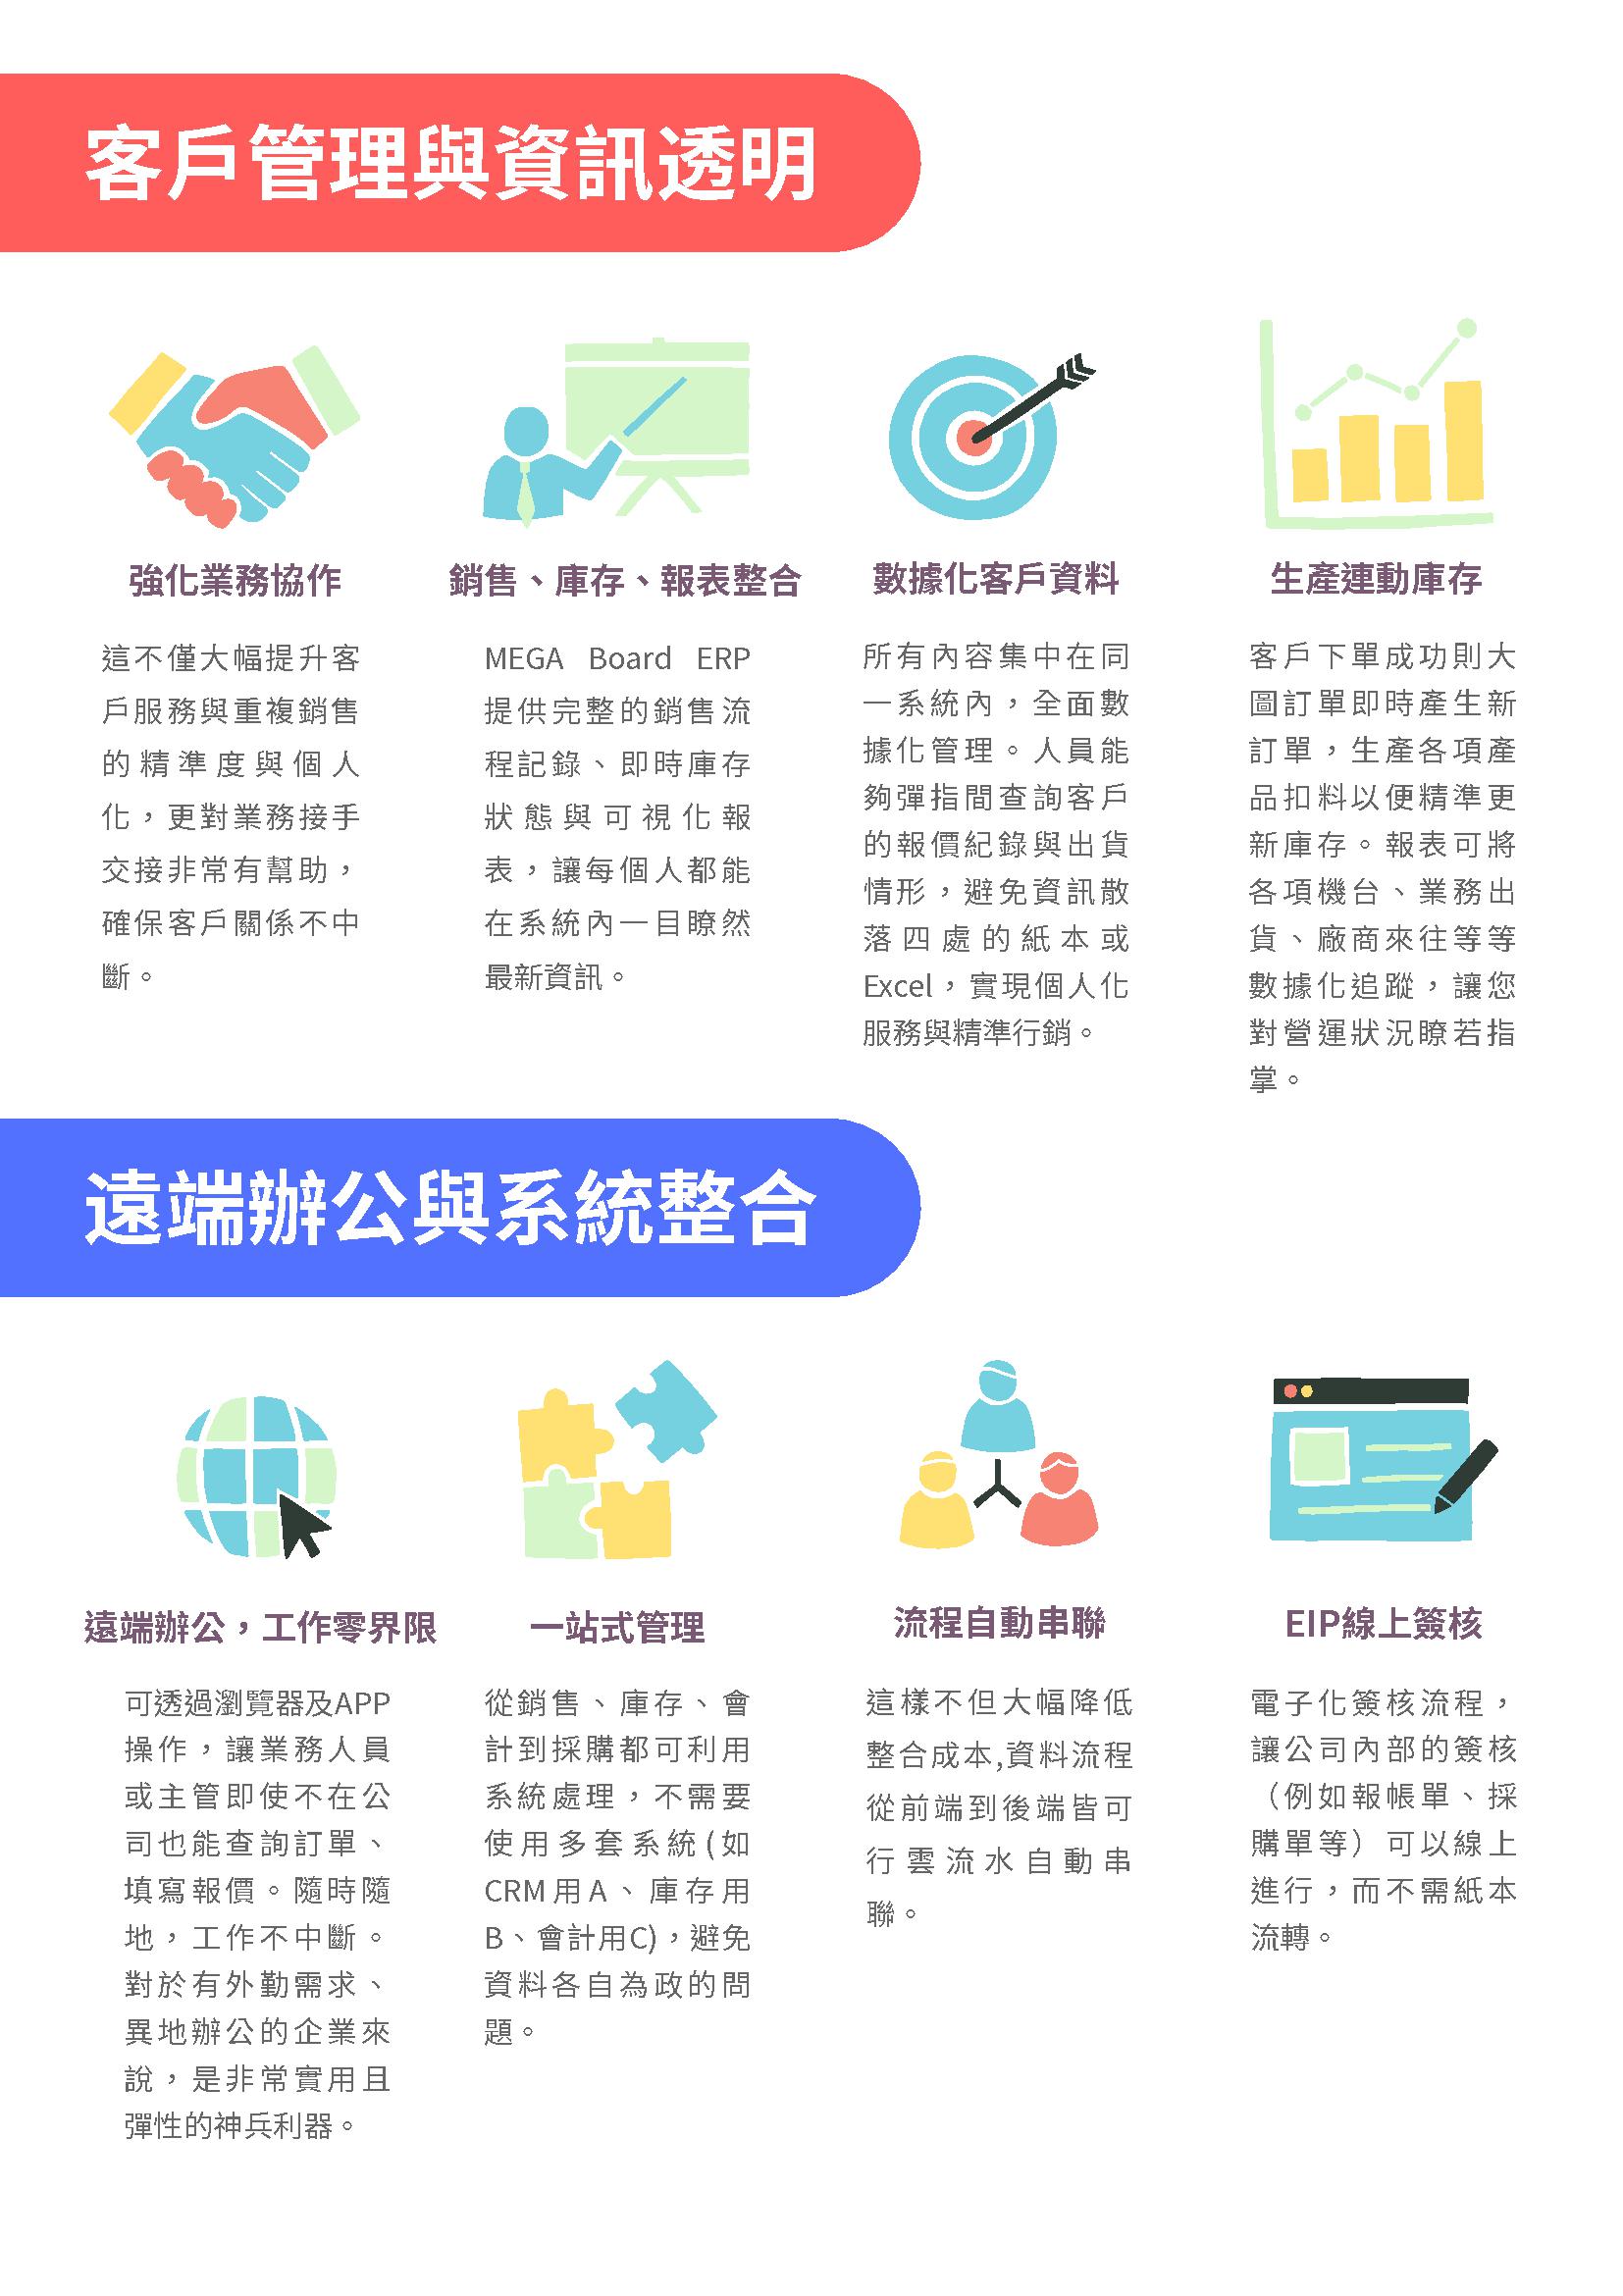 客戶管理與資訊透明
強化業務協作
這不僅大幅提升客
戶服務與重複銷售
的精準度與個人
化，更對業務接手
交接非常有幫助，
確保客戶關係不中
斷。
銷售、庫存、報表整合
MEGA Board ERP
提供完整的銷售流
程記錄、即時庫存
狀態與可視化報
表，讓每個人都能
在系統內一目瞭然
最新資訊。
數據化客戶資料
所有內容集中在同
一系統內，全面數
據化管理。人員能
夠彈指間查詢客戶
的報價紀錄與出貨
情形，避免資訊散
落四處的紙本或
Excel，實現個人化
服務與精準行銷。
生產連動庫存
客戶下單成功則大
圖訂單即時產生新
訂單，生產各項產
品扣料以便精準更
新庫存。報表可將
各項機台、業務出
貨、廠商來往等等
數據化追蹤，讓您
對營運狀況瞭若指
掌。
遠端辦公與系統整合
遠端辦公，工作零界限
可透過瀏覽器及APP
操作，讓業務人員
或主管即使不在公
司也能查詢訂單、
填寫報價。隨時隨
地，工作不中斷。
對於有外勤需求、
異地辦公的企業來
說，是非常實用且
彈性的神兵利器。
一站式管理
從銷售、庫存、會
計到採購都可利用
系統處理，不需要
使用多套系統(如
CRM用A、庫存用
B、會計用C)，避免
資料各自為政的問
題。
流程自動串聯
這樣不但大幅降低
整合成本,資料流程
從前端到後端皆可
行雲流水自動串
聯。
EIP線上簽核
電子化簽核流程，
讓公司內部的簽核
（例如報帳單、採
購單等）可以線上
進行，而不需紙本
流轉。